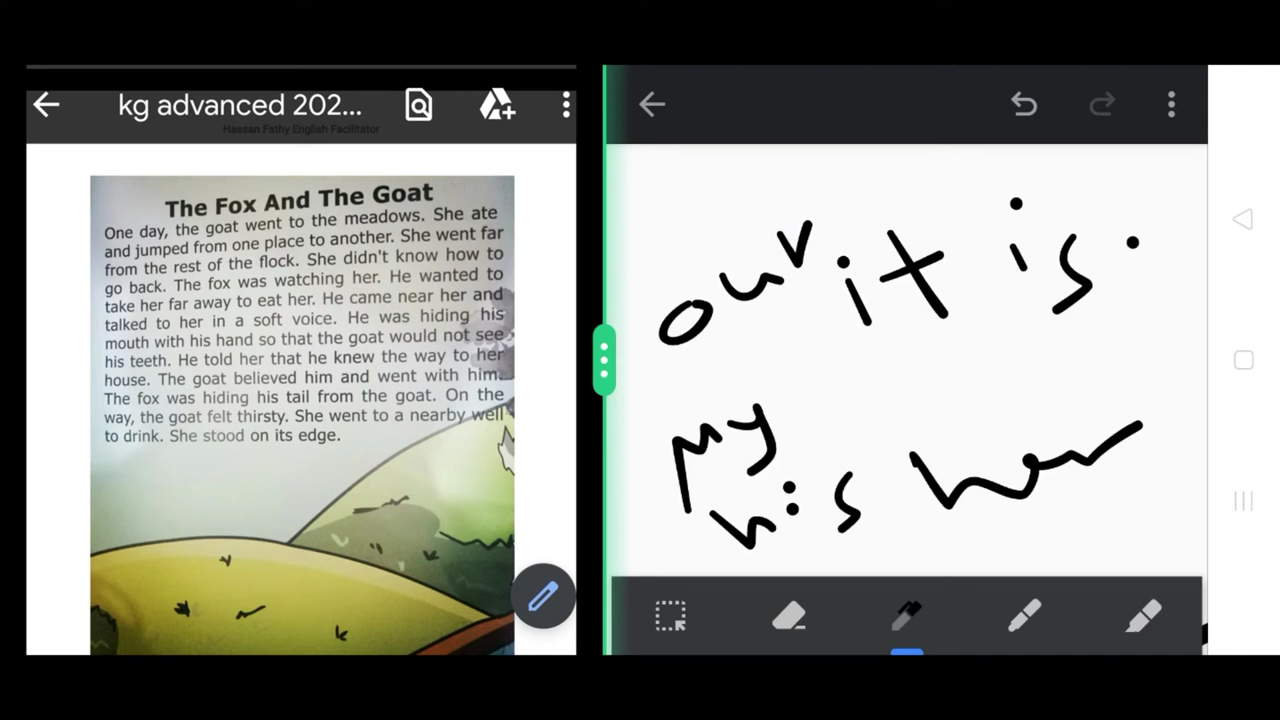 kg advanced 202...
Hassan Fathy English Facilitator
The Fox And The Goat
One day, the goat went to the meadows. She ate
and jumped from one place to another. She went far
from the rest of the flock. She didn't know how to
go back. The fox was watching her. He wanted to
take her far away to eat her. He came near her and
talked to her in a soft voice. He was hiding his
mouth with his hand so that the goat would not see
his teeth. He told her that he knew the way to her
house. The goat believed him and went with him.
The fox was hiding his tail from the goat. On the
way, the goat felt thirsty. She went to a nearby well
to drink. She stood on its edge.
our it is.
my
his her